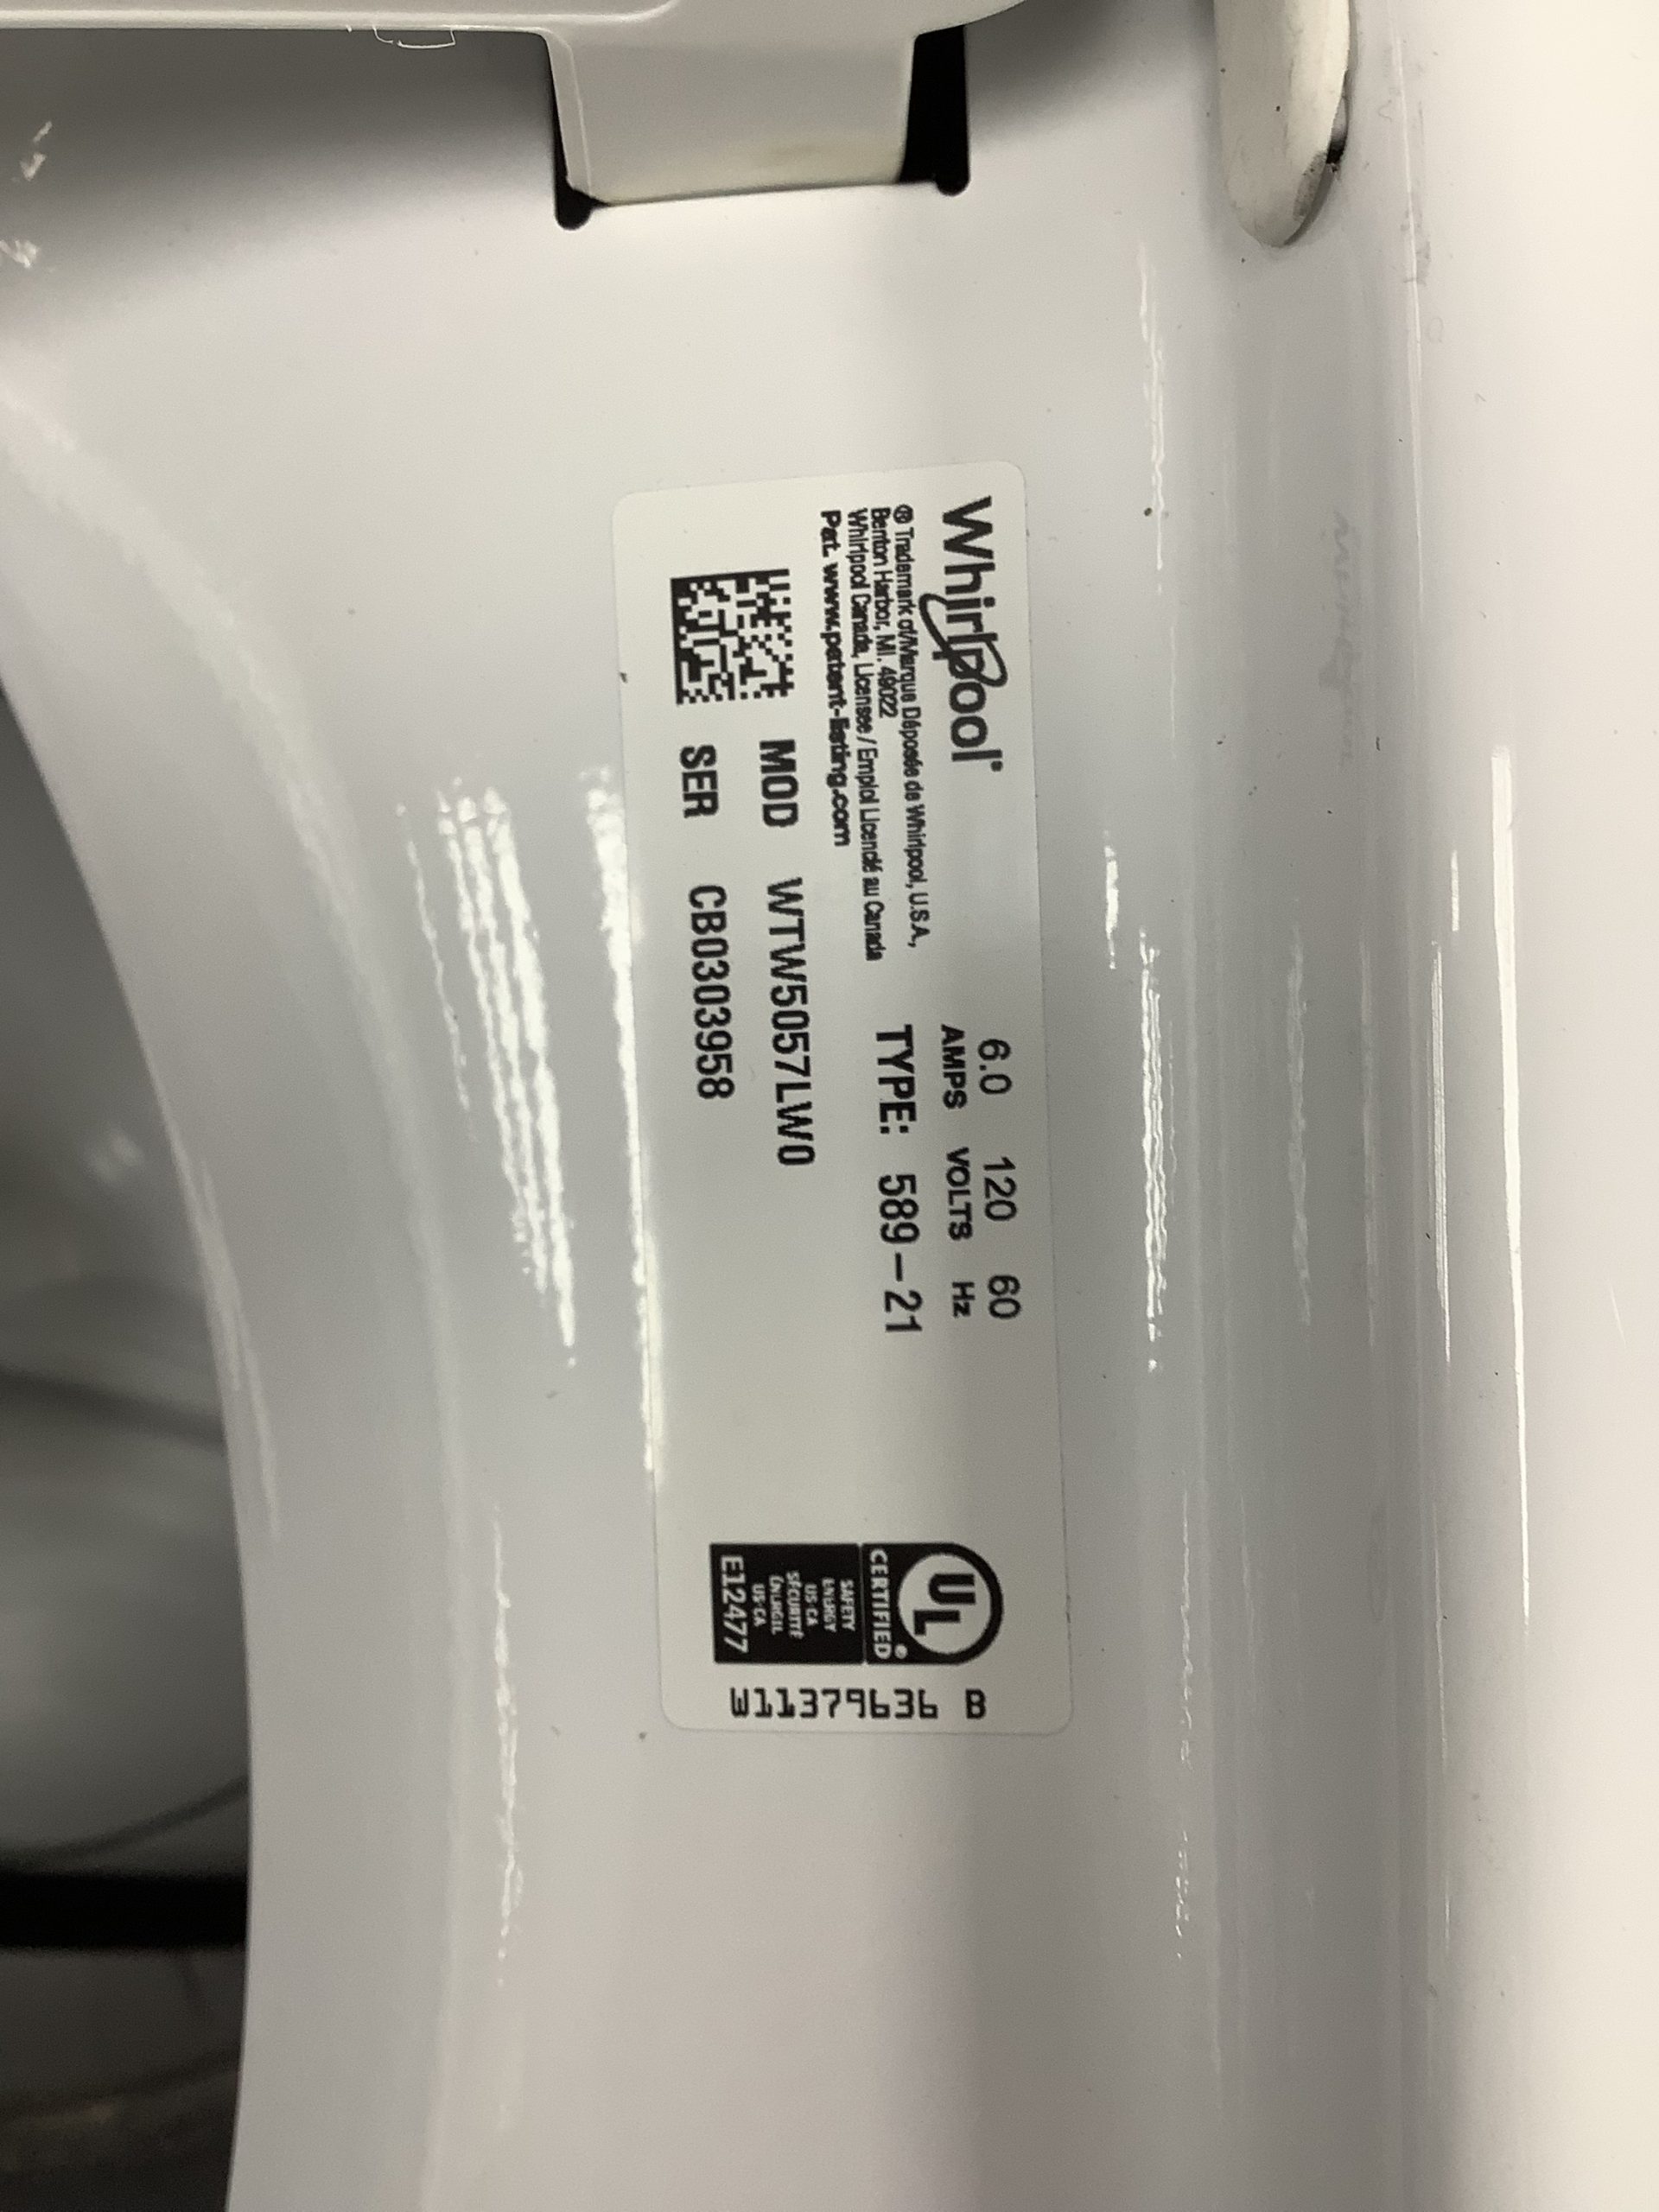 Whirlpool®
® Trademark of/Marque Déposée de Whirlpool, U.S.A.,
Benton Harbor, MI. 49022
Whirlpool Canada, Licensee / Emploi Licencié au Canada
Pat. www.patent-listing.com
6.0 120 60
AMPS VOLTS Hz
TYPE: 589-21
MOD WTW5057LW0
SER CB0303958
UL
CERTIFIED®
SAFETY
ENERGY
US-CA
SÉCURITÉ
ÉNERGIE
US-CA
E12477
W11379636 B